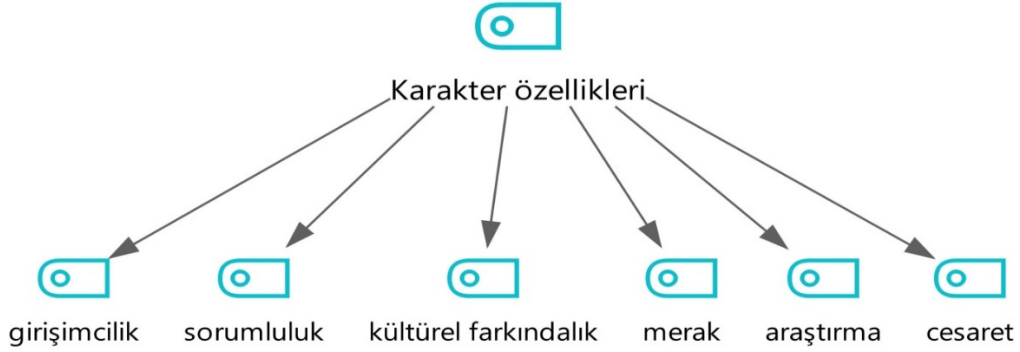 Karakter özellikleri
girişimcilik sorumluluk kültürel farkındalık merak araştırma cesaret